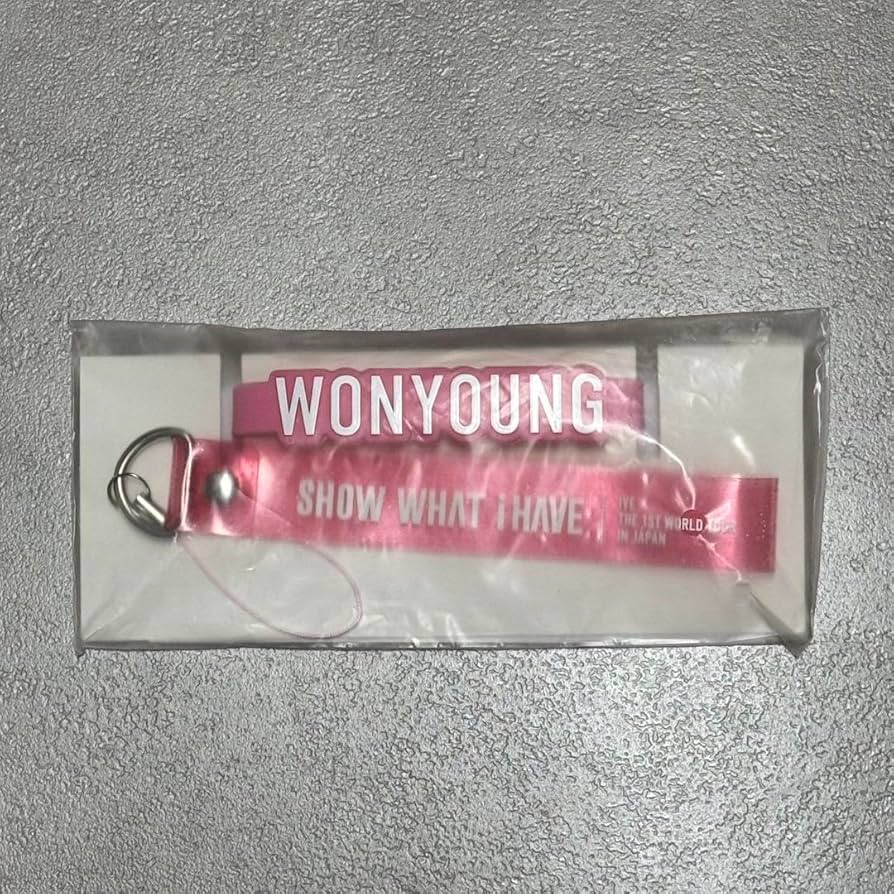 WONYOUNG
SHOW WHAT i HAVE
IVE
THE 1ST WORLD TOUR
IN JAPAN